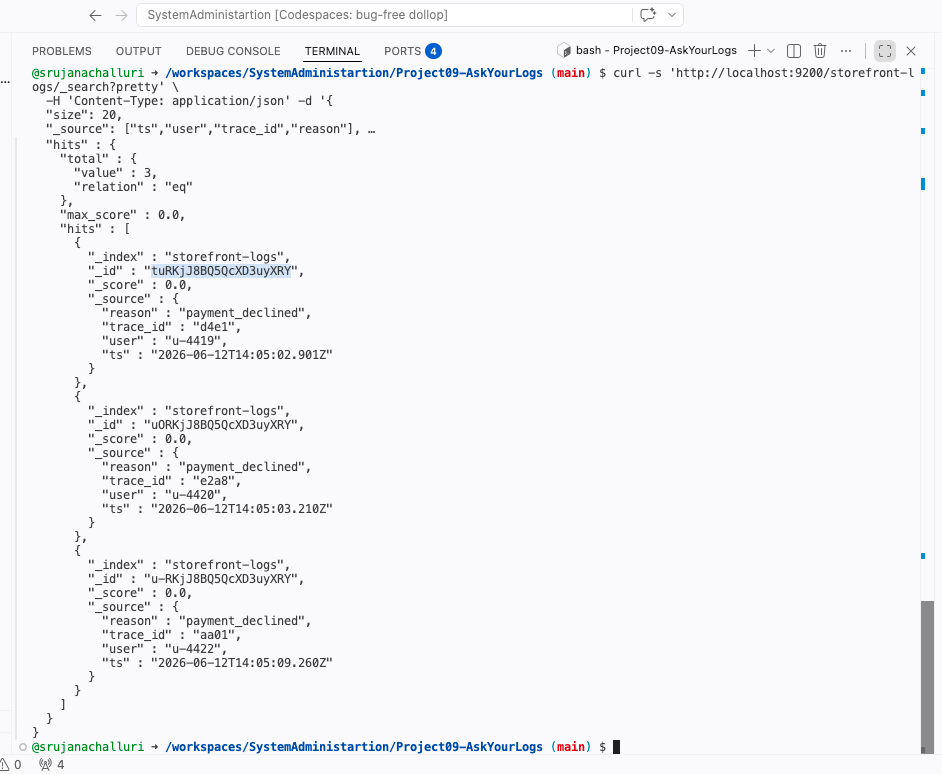 SystemAdministartion [Codespaces: bug-free dollop]
PROBLEMS OUTPUT DEBUG CONSOLE TERMINAL PORTS 4 bash - Project09-AskYourLogs
@srujanachalluri → /workspaces/SystemAdministartion/Project09-AskYourLogs (main) $ curl -s 'http://localhost:9200/storefront-l
ogs/_search?pretty' \
-H 'Content-Type: application/json' -d '{
"size": 20,
"_source": ["ts","user","trace_id","reason"], …
"hits" : {
"total" : {
"value" : 3,
"relation" : "eq"
},
"max_score" : 0.0,
"hits" : [
{
"_index" : "storefront-logs",
"_id" : "tuRKjJ8BQ5QcXD3uyXRY",
"_score" : 0.0,
"_source" : {
"reason" : "payment_declined",
"trace_id" : "d4e1",
"user" : "u-4419",
"ts" : "2026-06-12T14:05:02.901Z"
}
},
{
"_index" : "storefront-logs",
"_id" : "uORKjJ8BQ5QcXD3uyXRY",
"_score" : 0.0,
"_source" : {
"reason" : "payment_declined",
"trace_id" : "e2a8",
"user" : "u-4420",
"ts" : "2026-06-12T14:05:03.210Z"
}
},
{
"_index" : "storefront-logs",
"_id" : "u-RKjJ8BQ5QcXD3uyXRY",
"_score" : 0.0,
"_source" : {
"reason" : "payment_declined",
"trace_id" : "aa01",
"user" : "u-4422",
"ts" : "2026-06-12T14:05:09.260Z"
}
}
]
}
}
@srujanachalluri → /workspaces/SystemAdministartion/Project09-AskYourLogs (main) $
0 4